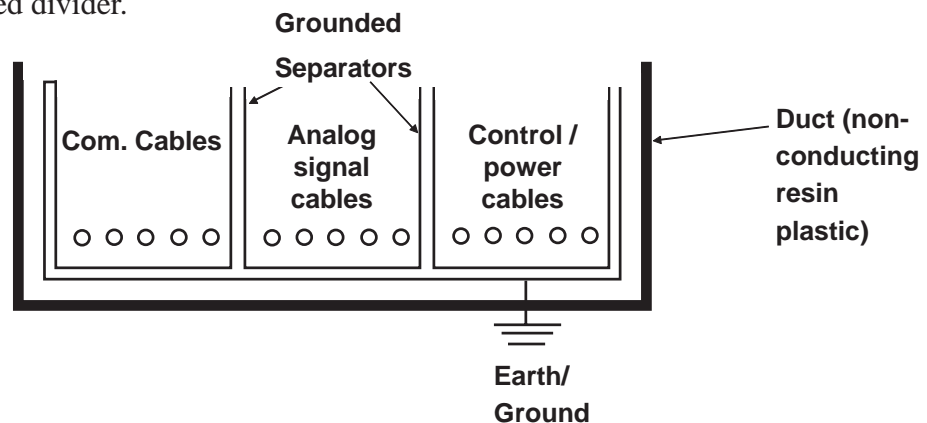 ed divider.
Grounded
Separators
Com. Cables
Analog
signal
cables
Control /
power
cables
Duct (non-
conducting
resin
plastic)
Earth/
Ground